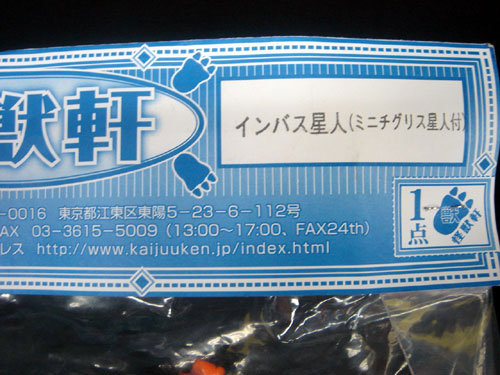 獣軒
インバス星人(ミニチグリス星人付)
-0016 東京都江東区東陽5-23-6-112号
AX 03-3615-5009 (13:00~17:00、FAX24th)
レス http://www.kaijuuken.jp/index.html
1点
獣
怪獣軒